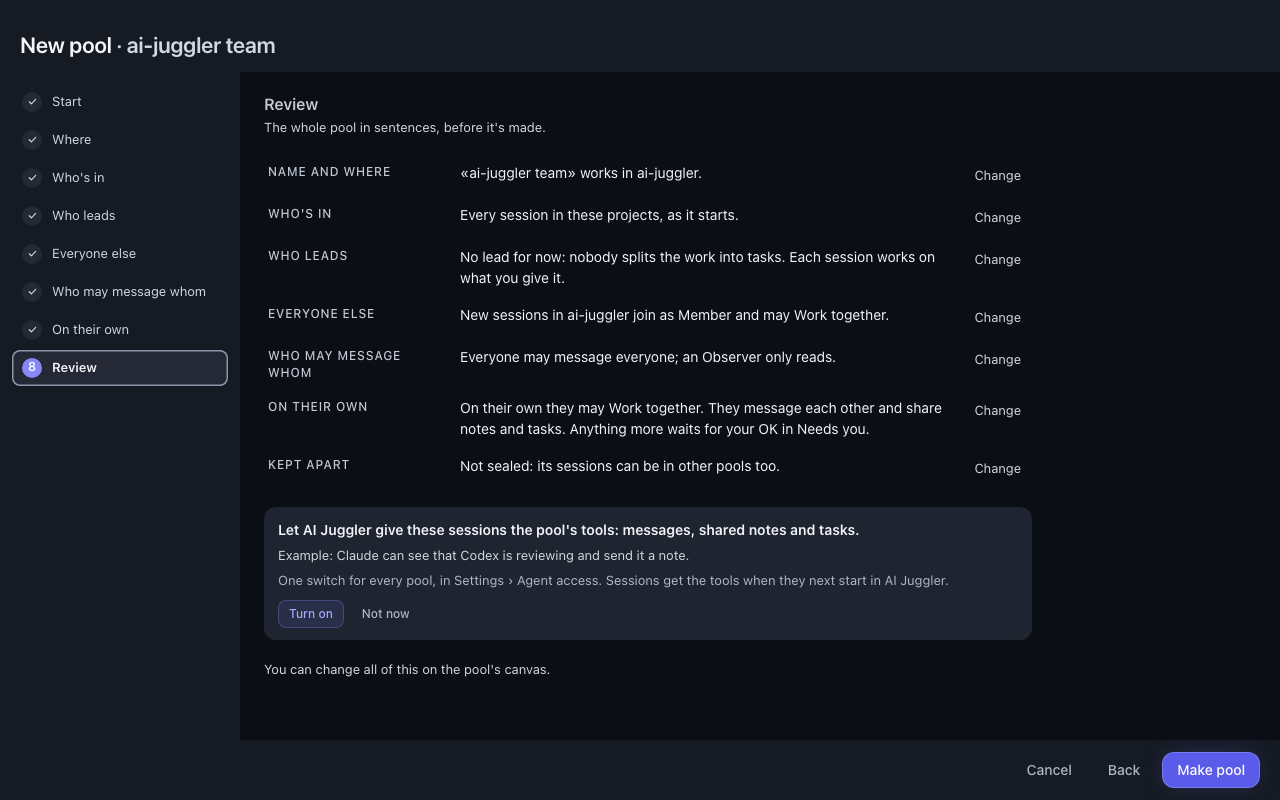 New pool · ai-juggler team
Start
Where
Who's in
Who leads
Everyone else
Who may message whom
On their own
8 Review
Review
The whole pool in sentences, before it's made.
NAME AND WHERE
«ai-juggler team» works in ai-juggler.
Change
WHO'S IN
Every session in these projects, as it starts.
Change
WHO LEADS
No lead for now: nobody splits the work into tasks. Each session works on
what you give it.
Change
EVERYONE ELSE
New sessions in ai-juggler join as Member and may Work together.
Change
WHO MAY MESSAGE
WHOM
Everyone may message everyone; an Observer only reads.
Change
ON THEIR OWN
On their own they may Work together. They message each other and share
notes and tasks. Anything more waits for your OK in Needs you.
Change
KEPT APART
Not sealed: its sessions can be in other pools too.
Change
Let AI Juggler give these sessions the pool's tools: messages, shared notes and tasks.
Example: Claude can see that Codex is reviewing and send it a note.
One switch for every pool, in Settings › Agent access. Sessions get the tools when they next start in AI Juggler.
Turn on
Not now
You can change all of this on the pool's canvas.
Cancel
Back
Make pool